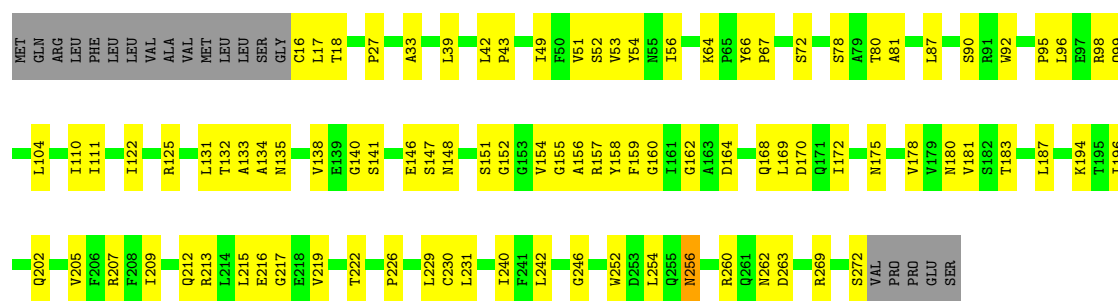 MET GLN ARG LEU PHE LEU LEU VAL ALA VAL MET LEU LEU SER GLY C16 L17 T18 P27 A33 L39 L42 P43 I49 F50 V51 S52 V53 Y54 N55 I56 K64 P65 Y66 P67 S72 S78 A79 T80 A81 L87 S90 R91 W92 P95 L96 E97 R98
L104 I110 I111 I122 R125 L131 T132 A133 A134 N135 V138 E139 G140 S141 E146 S147 N148 S151 G152 G153 V154 G155 A156 R157 Y158 F159 G160 I161 G162 A163 D164 Q168 L169 D170 Q171 I172 N175 V178 V179 N180 V181 S182 T183 L187 K194 T195
Q202 V205 F206 R207 F208 I209 Q212 R213 L214 L215 E216 G217 E218 V219 T222 P226 L229 C230 L231 I240 F241 L242 G246 W252 D253 L254 Q255 N256 R260 Q261 N262 D263 R269 S272 VAL PRO PRO GLU SER